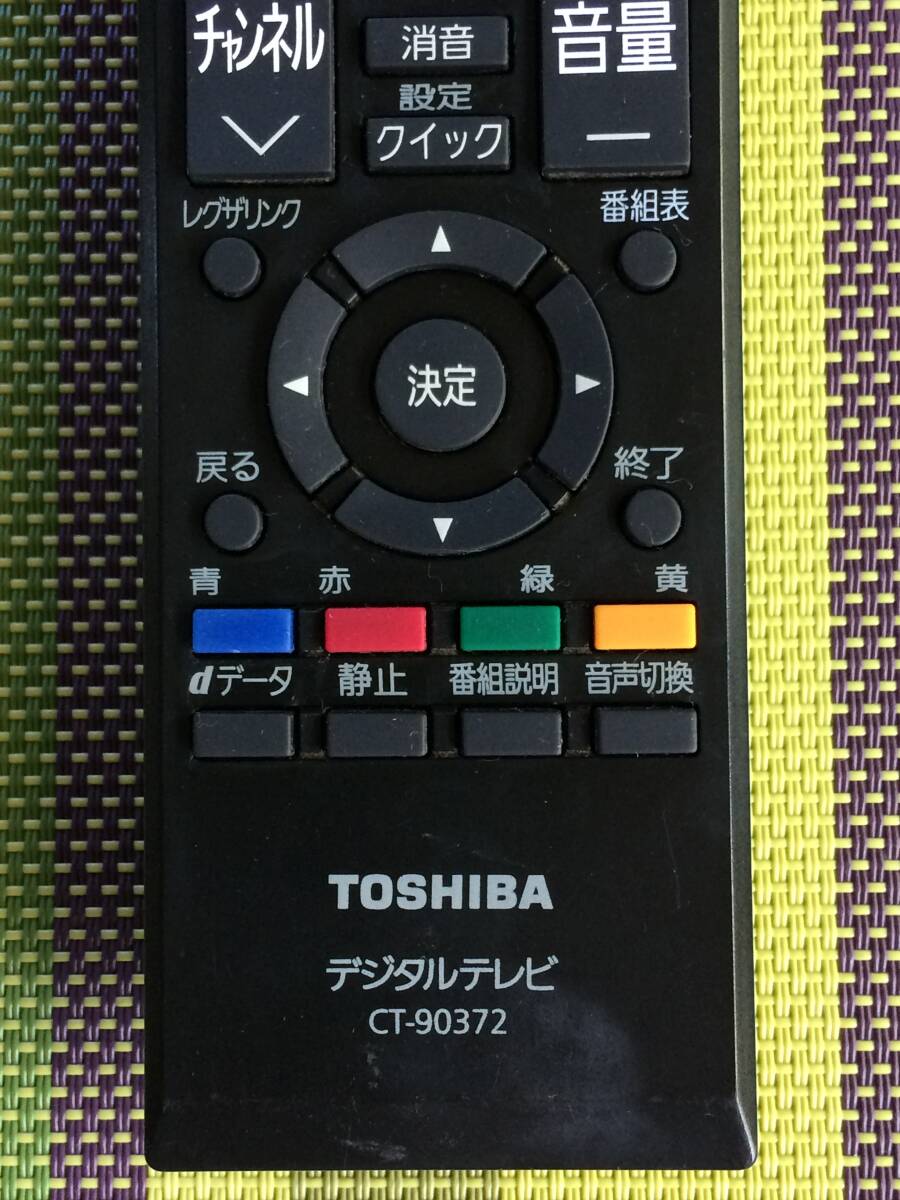 チャンネル
消音
音量
設定
クイック
レグザリンク
番組表
決定
戻る
終了
青 赤 緑 黄
dデータ 静止 番組説明 音声切換
TOSHIBA
デジタルテレビ
CT-90372